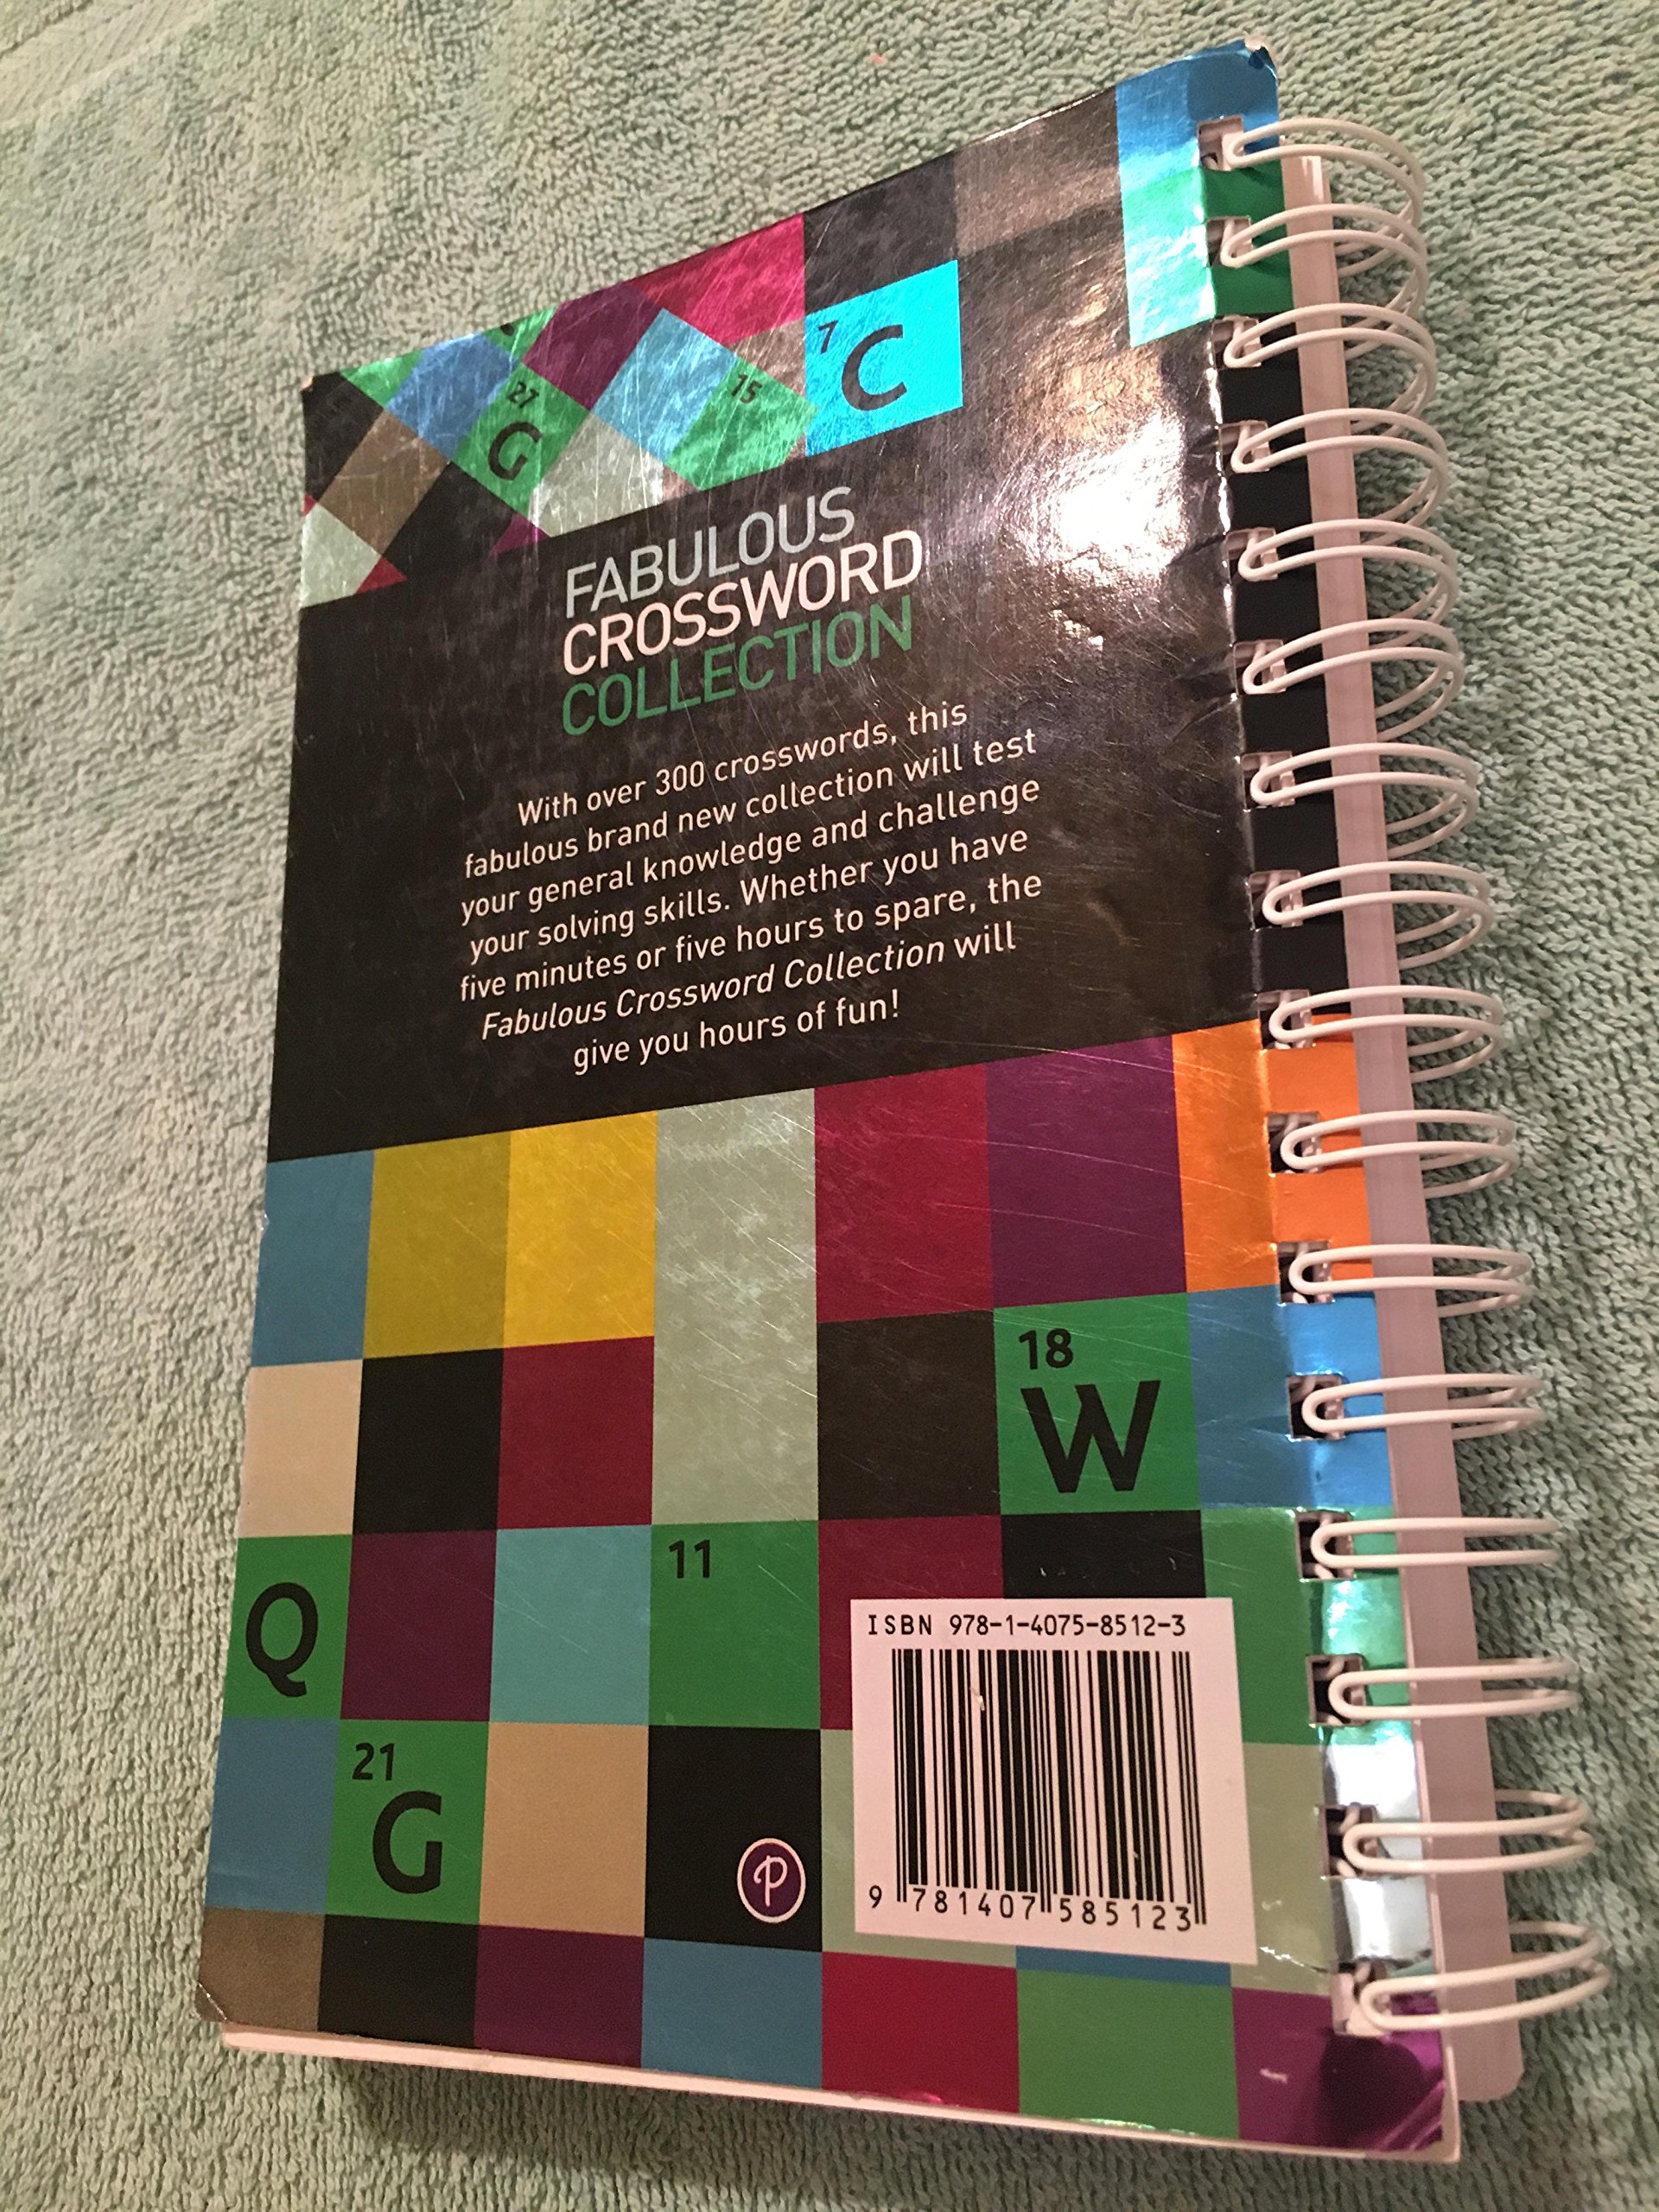 7
C
27
G
15
FABULOUS
CROSSWORD
COLLECTION
With over 300 crosswords, this
fabulous brand new collection will test
your general knowledge and challenge
your solving skills. Whether you have
five minutes or five hours to spare, the
Fabulous Crossword Collection will
give you hours of fun!
18
W
Q
11
21
G
P
ISBN 978-1-4075-8512-3
9 781407 585123